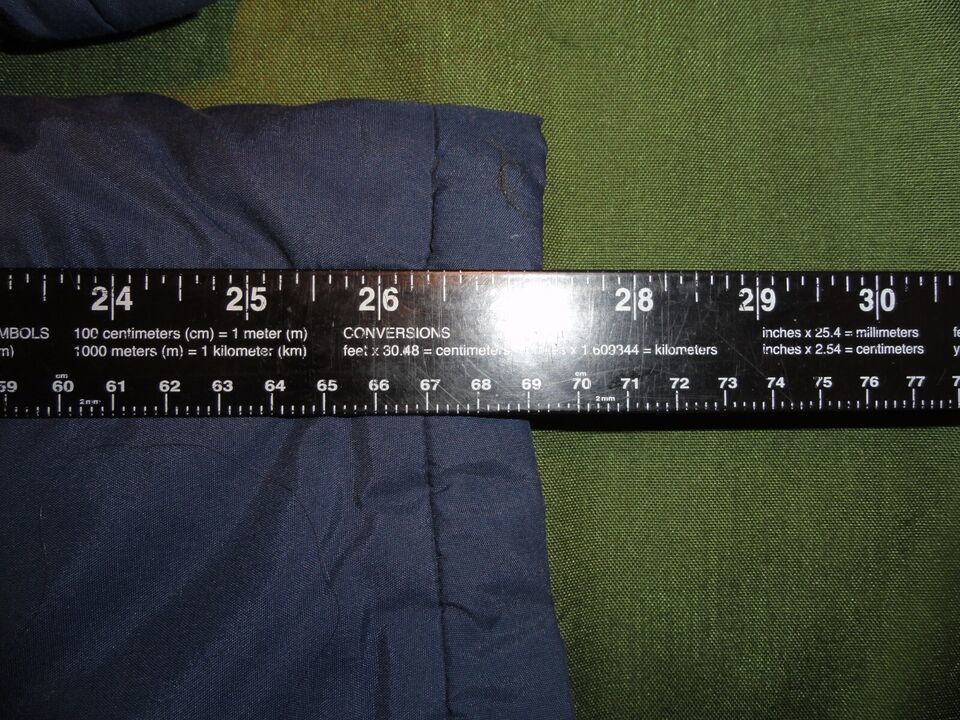 24 25 26 28 29 30
MBOLS 100 centimeters (cm) = 1 meter (m) CONVERSIONS inches x 25.4 = millimeters
m) 1000 meters (m) = 1 kilometer (km) feet x 30.48 = centimeters x 1.609344 = kilometers inches x 2.54 = centimeters
cm cm
59 60 61 62 63 64 65 66 67 68 69 70 71 72 73 74 75 76 77
2mm 2mm